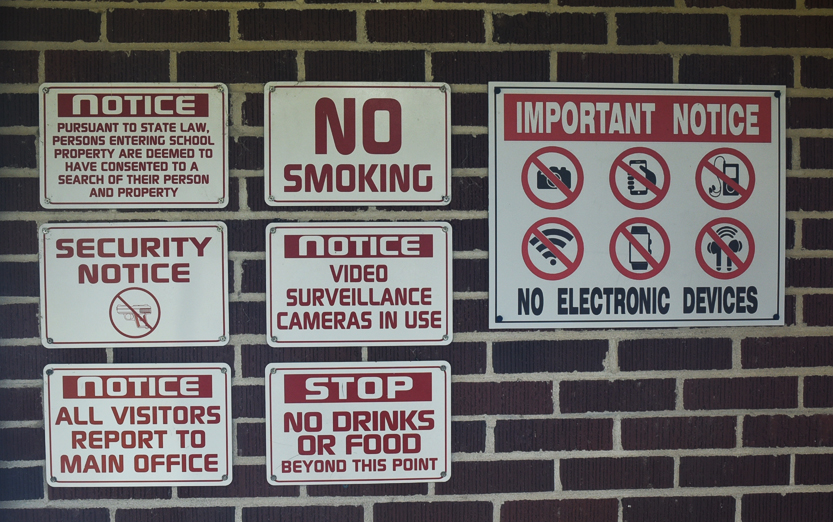 NOTICE
PURSUANT TO STATE LAW,
PERSONS ENTERING SCHOOL
PROPERTY ARE DEEMED TO
HAVE CONSENTED TO A
SEARCH OF THEIR PERSON
AND PROPERTY
NO
SMOKING
SECURITY
NOTICE
NOTICE
VIDEO
SURVEILLANCE
CAMERAS IN USE
NOTICE
ALL VISITORS
REPORT TO
MAIN OFFICE
STOP
NO DRINKS
OR FOOD
BEYOND THIS POINT
IMPORTANT NOTICE
NO ELECTRONIC DEVICES